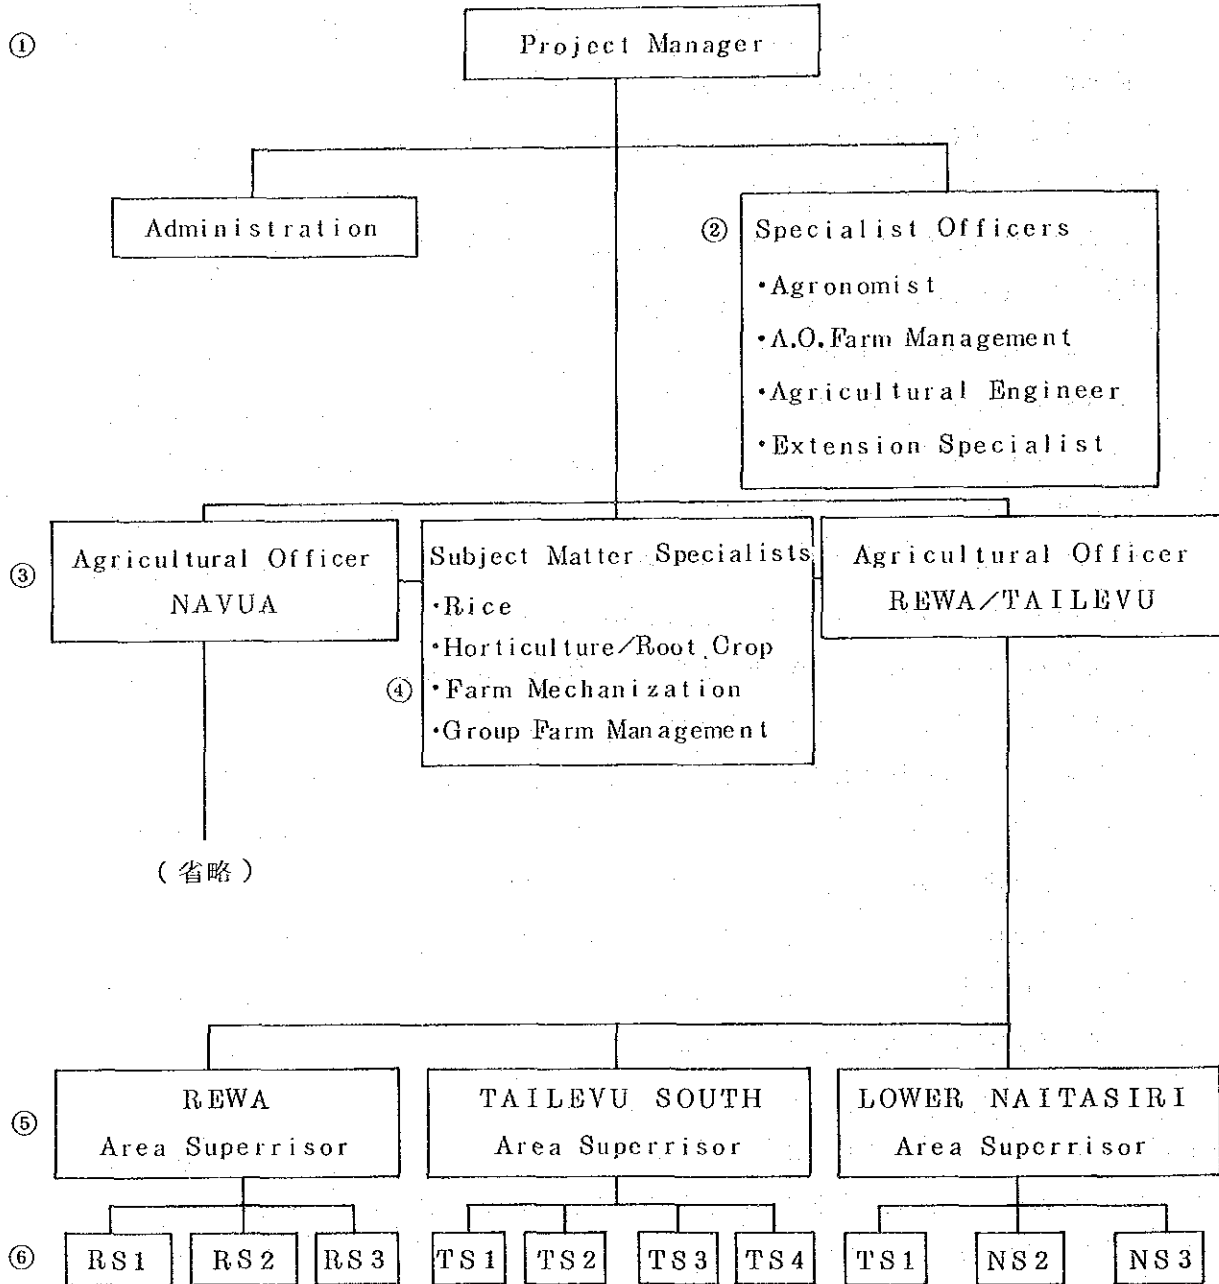 ① Project Manager
Administration
② Specialist Officers
・Agronomist
・A.O.Farm Management
・Agricultural Engineer
・Extension Specialist
③ Agricultural Officer
NAVUA
Subject Matter Specialists
・Rice
・Horticulture/Root Crop
④ ・Farm Mechanization
・Group Farm Management
Agricultural Officer
REWA/TAILEVU
(省略)
⑤ REWA
Area Superrisor
TAILEVU SOUTH
Area Superrisor
LOWER NAITASIRI
Area Superrisor
⑥ RS1 RS2 RS3 TS1 TS2 TS3 TS4 TS1 NS2 NS3